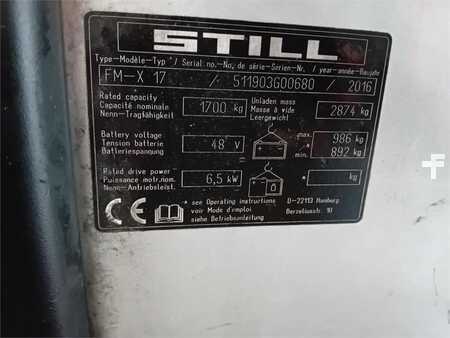 STILL
Type-Modèle-Typ / Serial. no.-No. de série-Serien-Nr. / year-année-Baujahr
FM-X 17 / 511903G00680 / 2016
Rated capacity
Capacité nominale
Nenn-Tragfähigkeit
1700 kg
Unladen mass
Masse à vide
Leergewicht
2874 kg
Battery voltage
Tension batterie
Batteriespannung
48 V
max. 986 kg
min. 892 kg
Rated drive power
Puissance motr.nom.
Nenn-Antriebsleist.
6,5 kW
* kg
CE
* see Operating instructions
voir Mode d'emploi
siehe Betriebsanleitung
D-22113 Hamburg
Berzeliusstr. 10
F